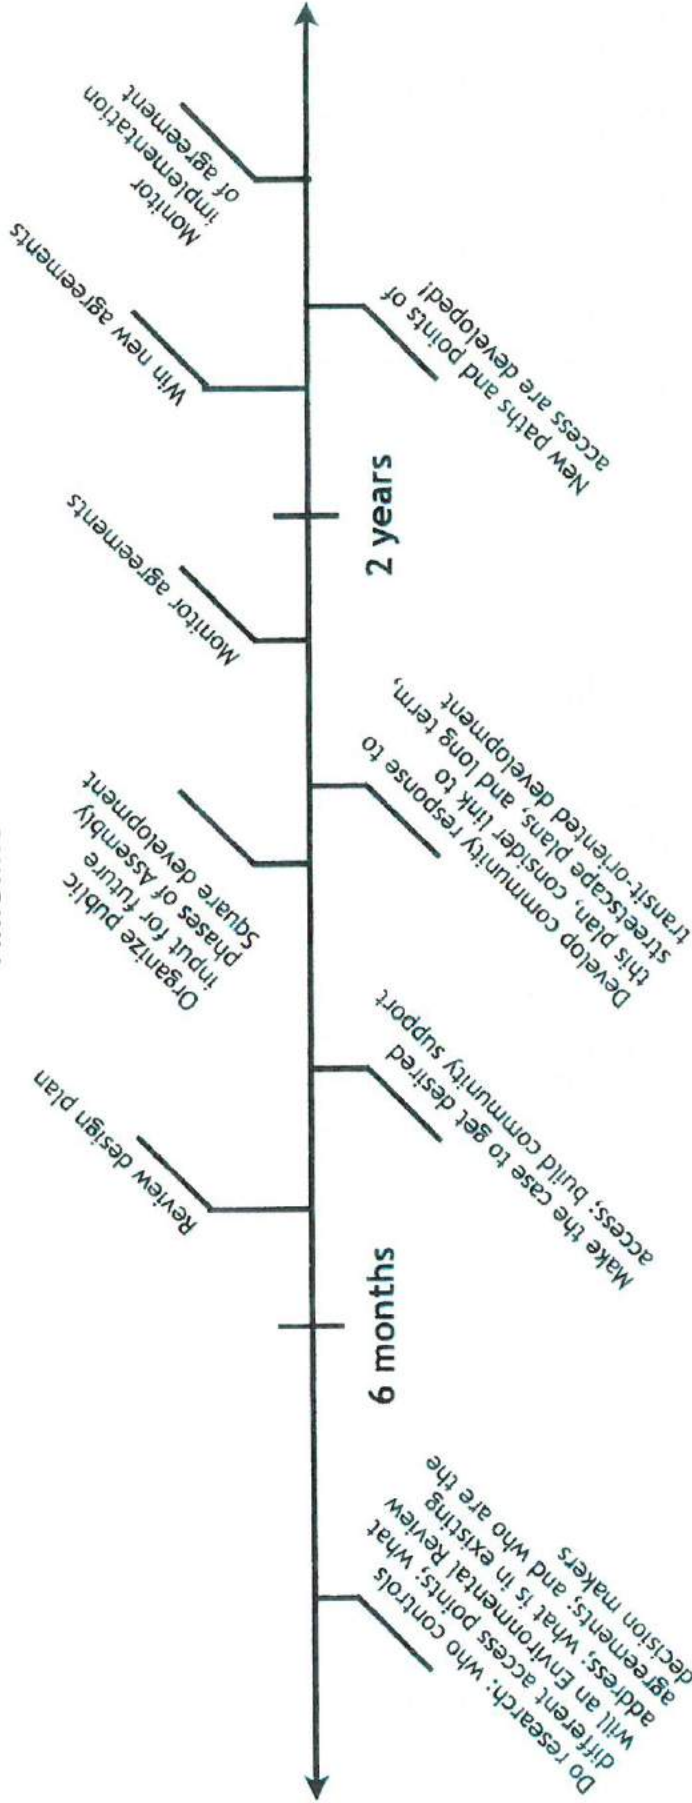 Do research: who controls
different access points; what
will an Environmental Review
address; what is in existing
agreements; and who are the
decision makers
6 months
Review design plan
Make the case to get desired
access; build community support
Organize public
input for future
phases of Assembly
Square development
Develop community response to
this plan, consider link to
streetscape plans, and long term,
transit-oriented development
Monitor agreements
2 years
Win new agreements
New paths and points of
access are developed!
Monitor
implementation
of agreement